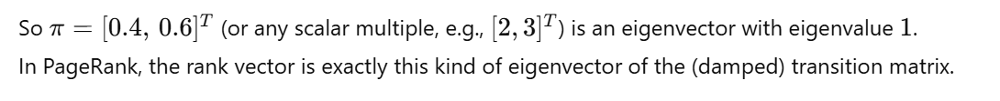 So π = [0.4, 0.6]ᵀ (or any scalar multiple, e.g., [2, 3]ᵀ) is an eigenvector with eigenvalue 1.
In PageRank, the rank vector is exactly this kind of eigenvector of the (damped) transition matrix.